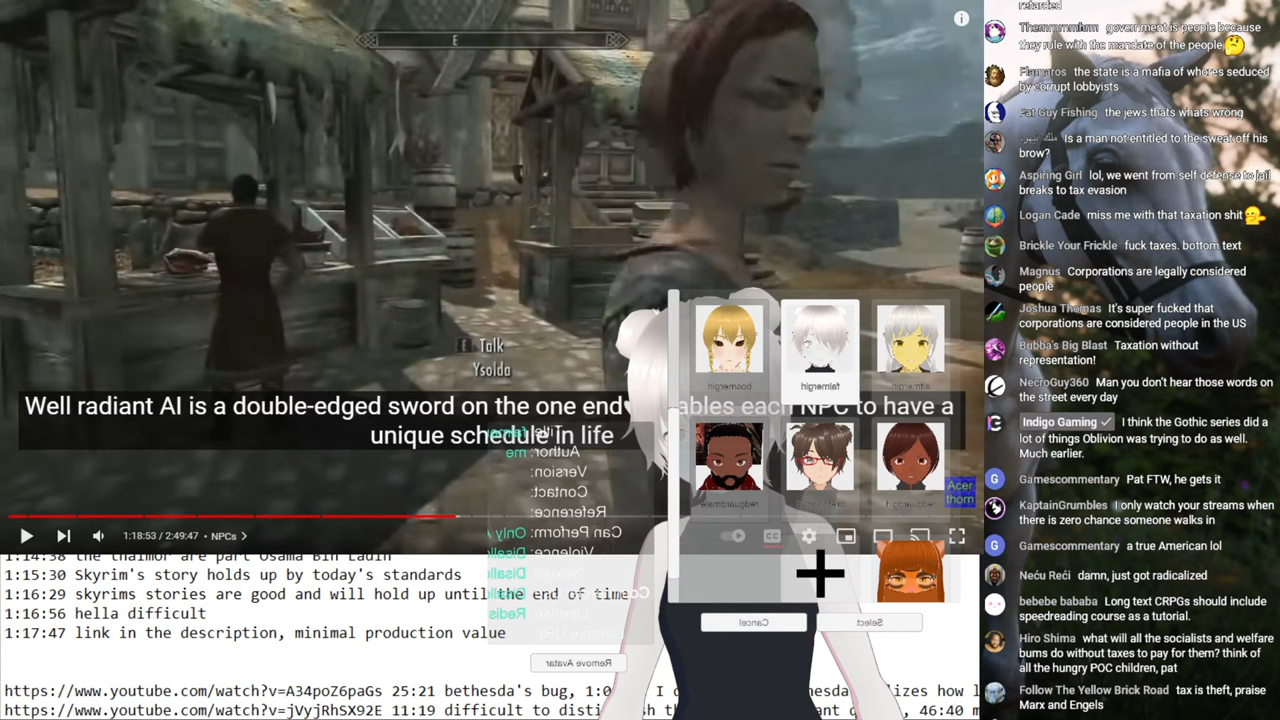 E
E Talk
Ysolda
Well radiant AI is a double-edged sword on the one end
ables each NPC to have a
unique schedule in life
1:18:53 / 2:49:47 • NPCs >
CC
Acer
thorn
bosmergirl
falmergirl
altmergirl
redguardmale
redguardgirl
Title:
Author: me
Version:
Contact:
Reference:
Can Perform: Only
Violence:
Remove Avatar
Cancel
Select
1:14:38 the thalmor are part Osama Bin Laden
1:15:30 Skyrim's story holds up by today's standards
1:16:29 skyrims stories are good and will hold up until the end of time
1:16:56 hella difficult
1:17:47 link in the description, minimal production value
https://www.youtube.com/watch?v=A34poZ6paGs 25:21 bethesda's bug,
https://www.youtube.com/watch?v=jVyjRhSX92E 11:19 difficult to
46:40
retarded
Themmmmhm government is people because
they rule with the mandate of the people🤔
Flamaros the state is a mafia of whores seduced
by corrupt lobbyists
Fat Guy Fishing the jews thats whats wrong
Is a man not entitled to the sweat off his
brow?
Aspiring Girl lol, we went from self defense to jail
breaks to tax evasion
Logan Cade miss me with that taxation shit
Brickle Your Frickle fuck taxes. bottom text
Magnus Corporations are legally considered
people
Joshua Thomas It's super fucked that
corporations are considered people in the US
Bubba's Big Blast Taxation without
representation!
NecroGuy360 Man you don't hear those words on
the street every day
Indigo Gaming ✓ I think the Gothic series did a
lot of things Oblivion was trying to do as well.
Much earlier.
G Gamescommentary Pat FTW, he gets it
KaptainGrumbles I only watch your streams when
there is zero chance someone walks in
G Gamescommentary a true American lol
Neću Reći damn, just got radicalized
bebebe bababa Long text CRPGs should include
speedreading course as a tutorial.
Hiro Shima what will all the socialists and welfare
bums do without taxes to pay for them? think of
all the hungry POC children, pat
Follow The Yellow Brick Road tax is theft, praise
Marx and Engels